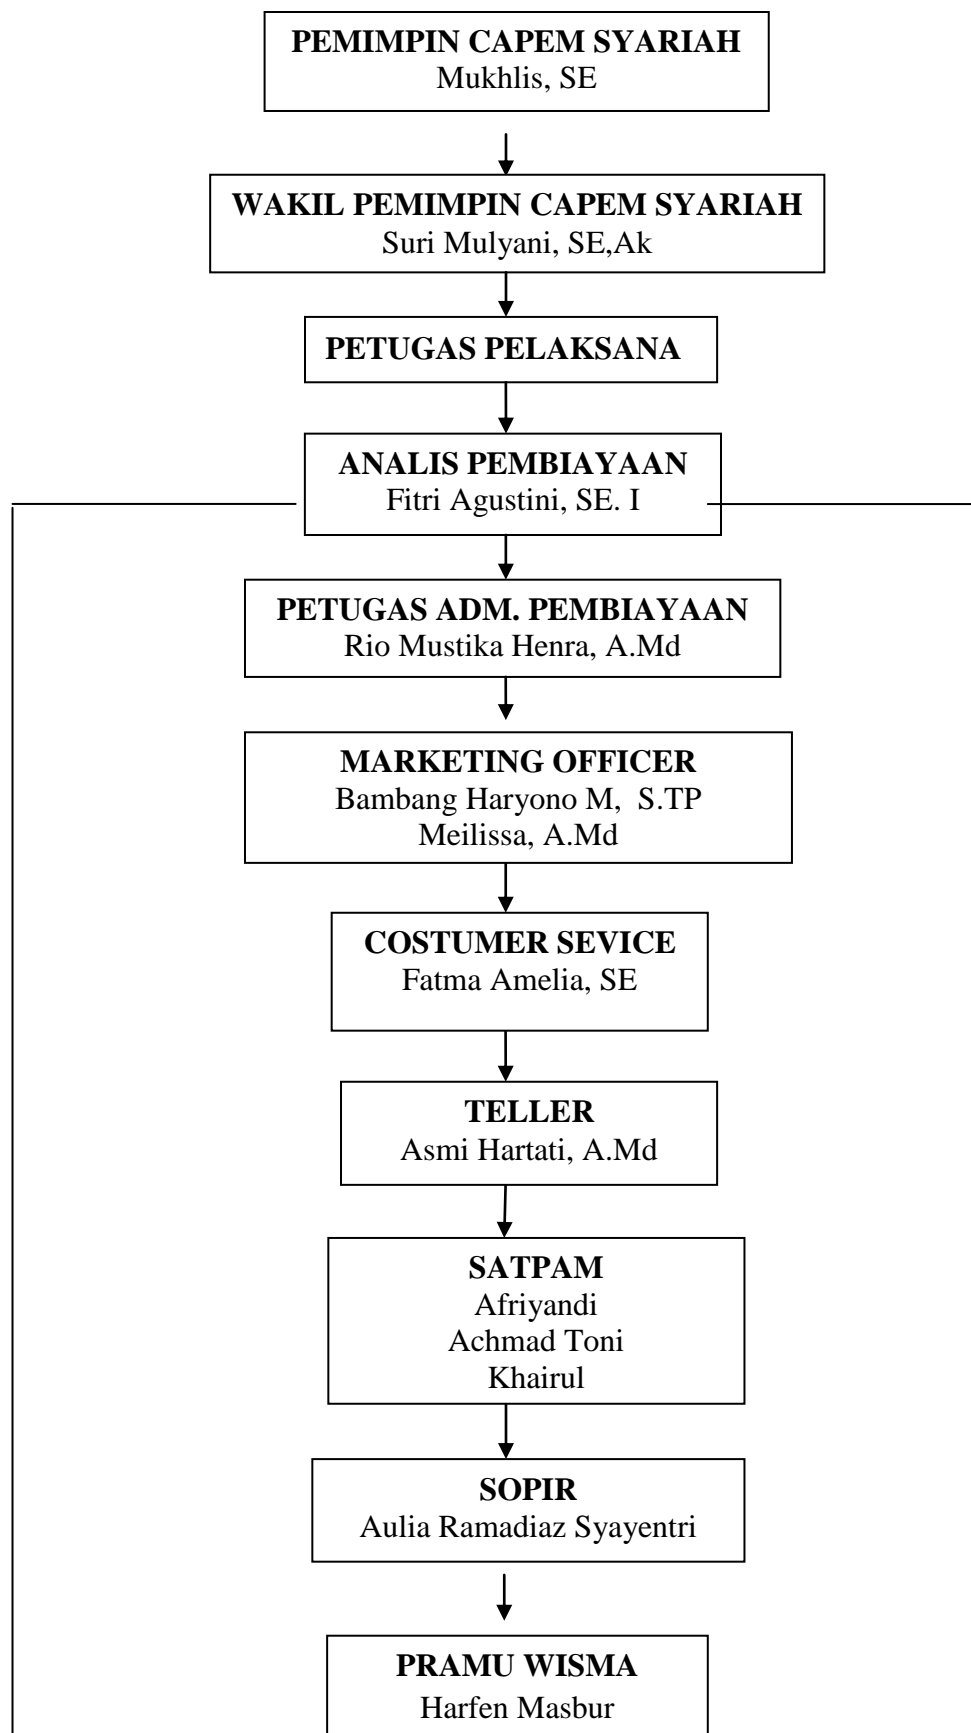 PEMIMPIN CAPEM SYARIAH
Mukhlis, SE
WAKIL PEMIMPIN CAPEM SYARIAH
Suri Mulyani, SE,Ak
PETUGAS PELAKSANA
ANALIS PEMBIAYAAN
Fitri Agustini, SE. I
PETUGAS ADM. PEMBIAYAAN
Rio Mustika Henra, A.Md
MARKETING OFFICER
Bambang Haryono M,  S.TP
Meilissa, A.Md
COSTUMER SEVICE
Fatma Amelia, SE
TELLER
Asmi Hartati, A.Md
SATPAM
Afriyandi
Achmad Toni
Khairul
SOPIR
Aulia Ramadiaz Syayentri
PRAMU WISMA
Harfen Masbur